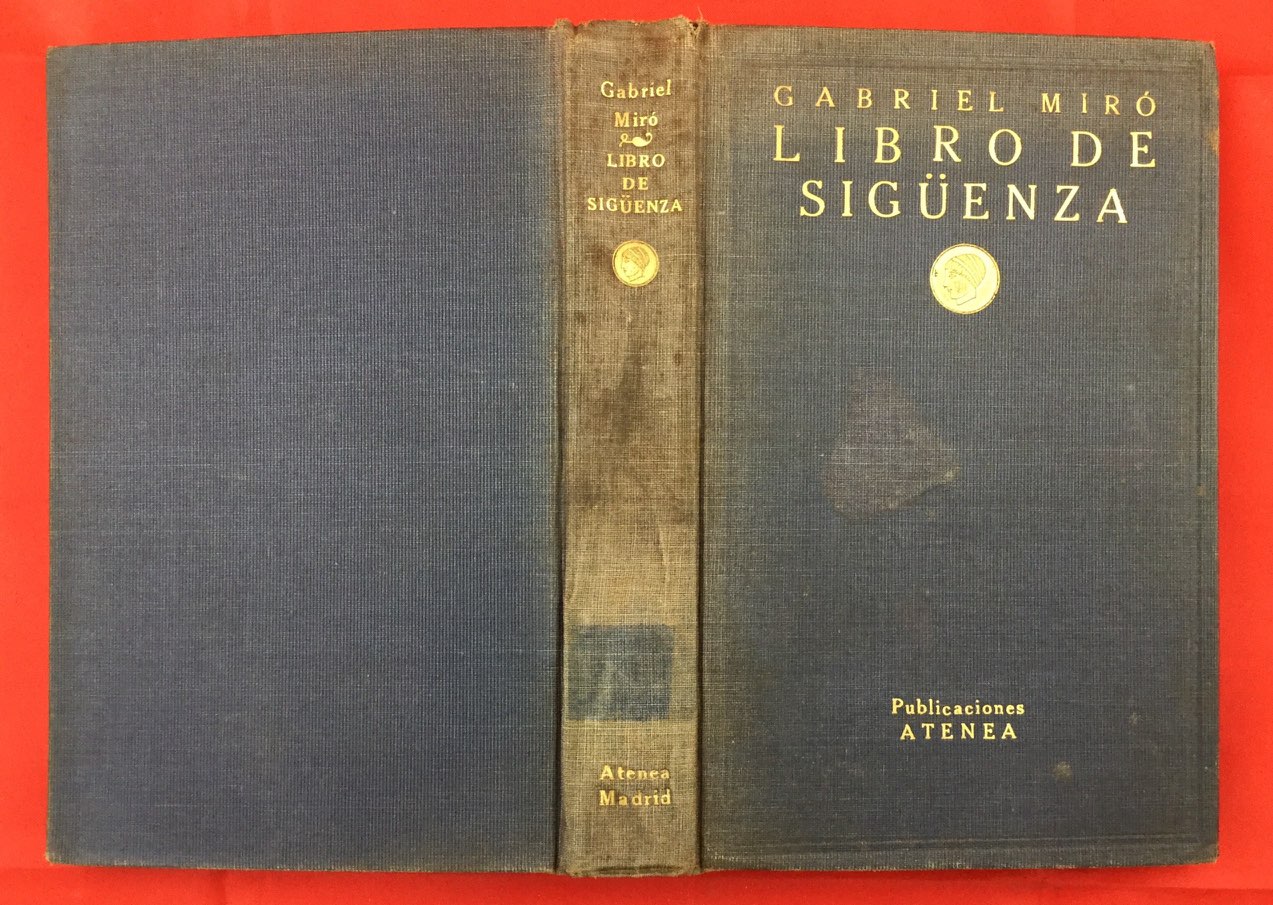 Gabriel
Miró
LIBRO
DE
SIGÜENZA
Atenea
Madrid
GABRIEL MIRÓ
LIBRO DE
SIGÜENZA
Publicaciones
ATENEA